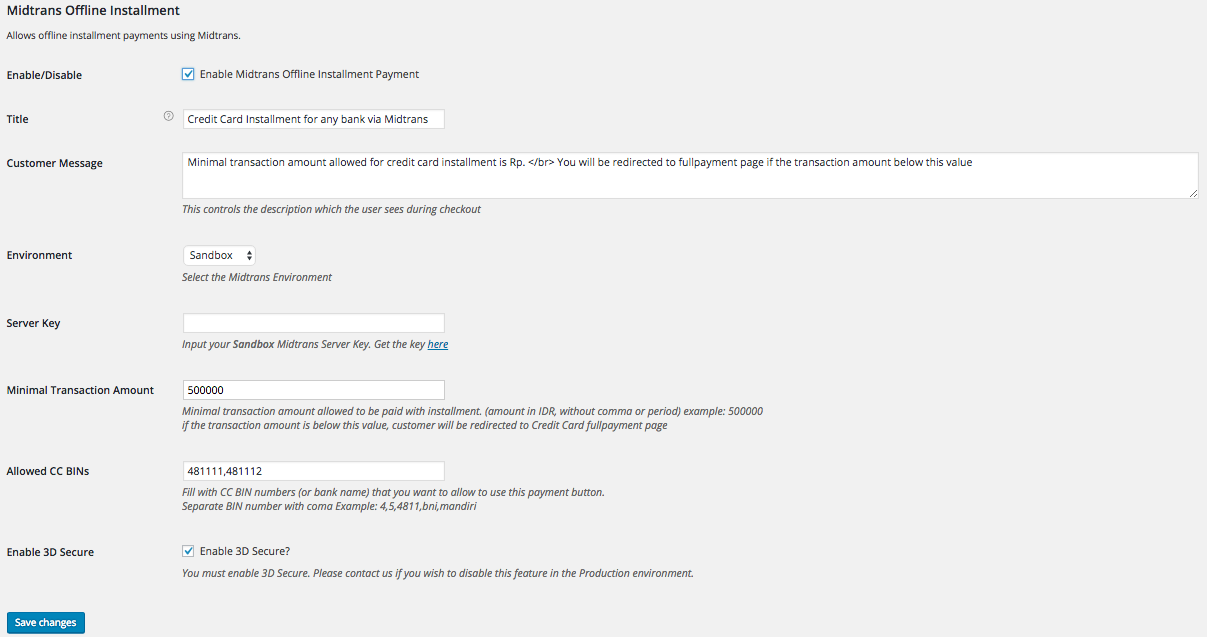 Midtrans Offline Installment
Allows offline installment payments using Midtrans.
Enable/Disable
Enable Midtrans Offline Installment Payment
Title
?
Credit Card Installment for any bank via Midtrans
Customer Message
Minimal transaction amount allowed for credit card installment is Rp. </br> You will be redirected to fullpayment page if the transaction amount below this value
This controls the description which the user sees during checkout
Environment
Sandbox
Select the Midtrans Environment
Server Key
Input your Sandbox Midtrans Server Key. Get the key here
Minimal Transaction Amount
500000
Minimal transaction amount allowed to be paid with installment. (amount in IDR, without comma or period) example: 500000
if the transaction amount is below this value, customer will be redirected to Credit Card fullpayment page
Allowed CC BINs
481111,481112
Fill with CC BIN numbers (or bank name) that you want to allow to use this payment button.
Separate BIN number with coma Example: 4,5,4811,bni,mandiri
Enable 3D Secure
Enable 3D Secure?
You must enable 3D Secure. Please contact us if you wish to disable this feature in the Production environment.
Save changes